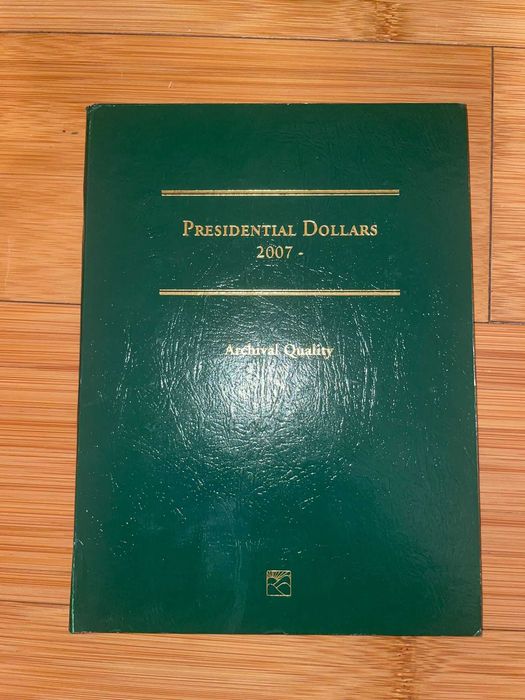 PRESIDENTIAL DOLLARS
2007 -
Archival Quality